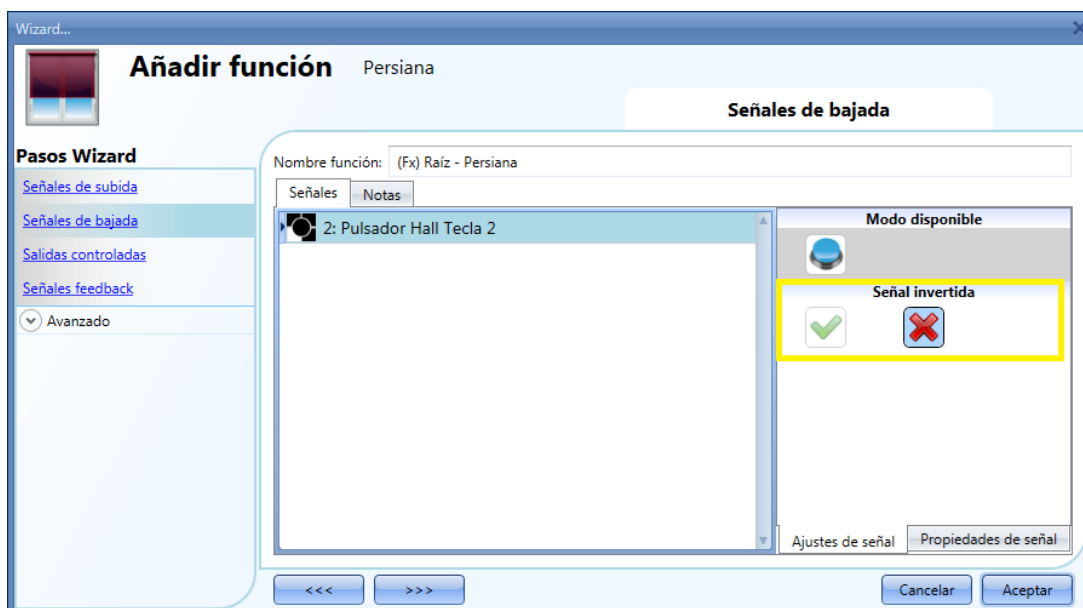 Wizard...
Añadir función Persiana
Señales de bajada
Pasos Wizard
Señales de subida
Señales de bajada
Salidas controladas
Señales feedback
Avanzado
Nombre función: (Fx) Raíz - Persiana
Señales Notas
2: Pulsador Hall Tecla 2
Modo disponible
Señal invertida
Ajustes de señal Propiedades de señal
<<< >>> Cancelar Aceptar